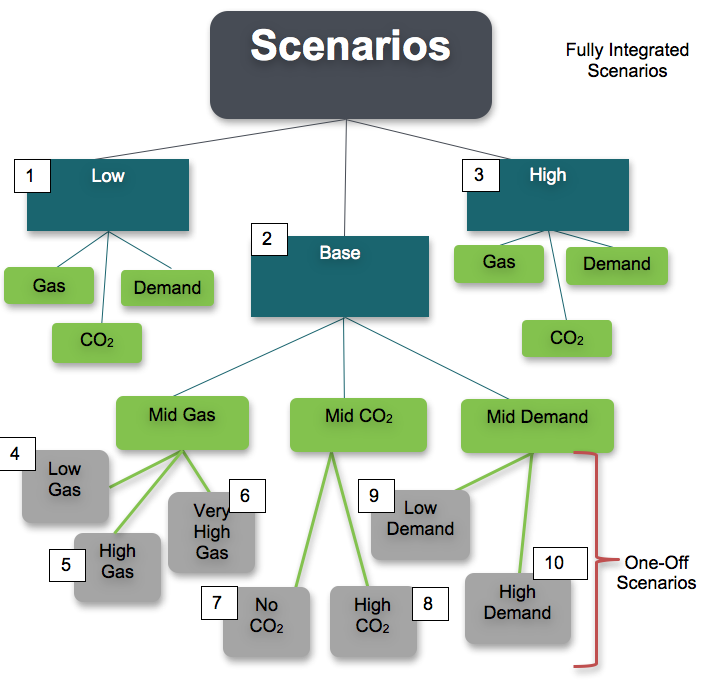 Scenarios
Fully Integrated
Scenarios
1
Low
3
High
2
Base
Gas
Demand
CO₂
Gas
Demand
CO₂
Mid Gas
Mid CO₂
Mid Demand
4
Low
Gas
5
High
Gas
6
Very
High
Gas
7
No
CO₂
High
CO₂
8
9
Low
Demand
10
High
Demand
One-Off
Scenarios